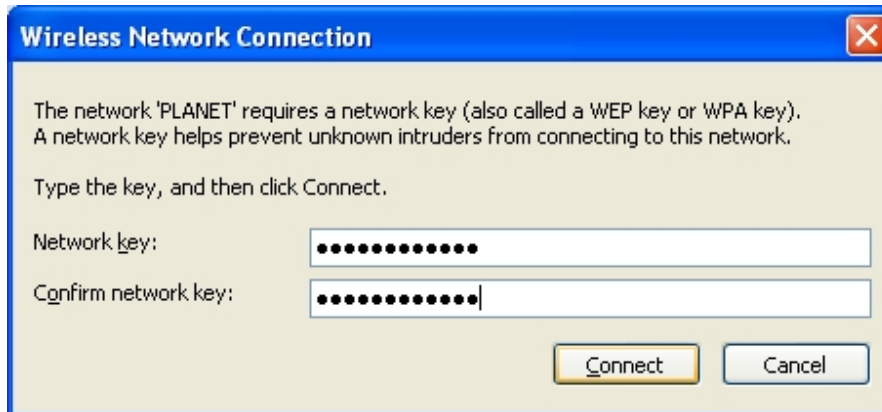 Wireless Network Connection
The network 'PLANET' requires a network key (also called a WEP key or WPA key).
A network key helps prevent unknown intruders from connecting to this network.
Type the key, and then click Connect.
Network key: ●●●●●●●●●●●●
Confirm network key: ●●●●●●●●●●●●
Connect Cancel